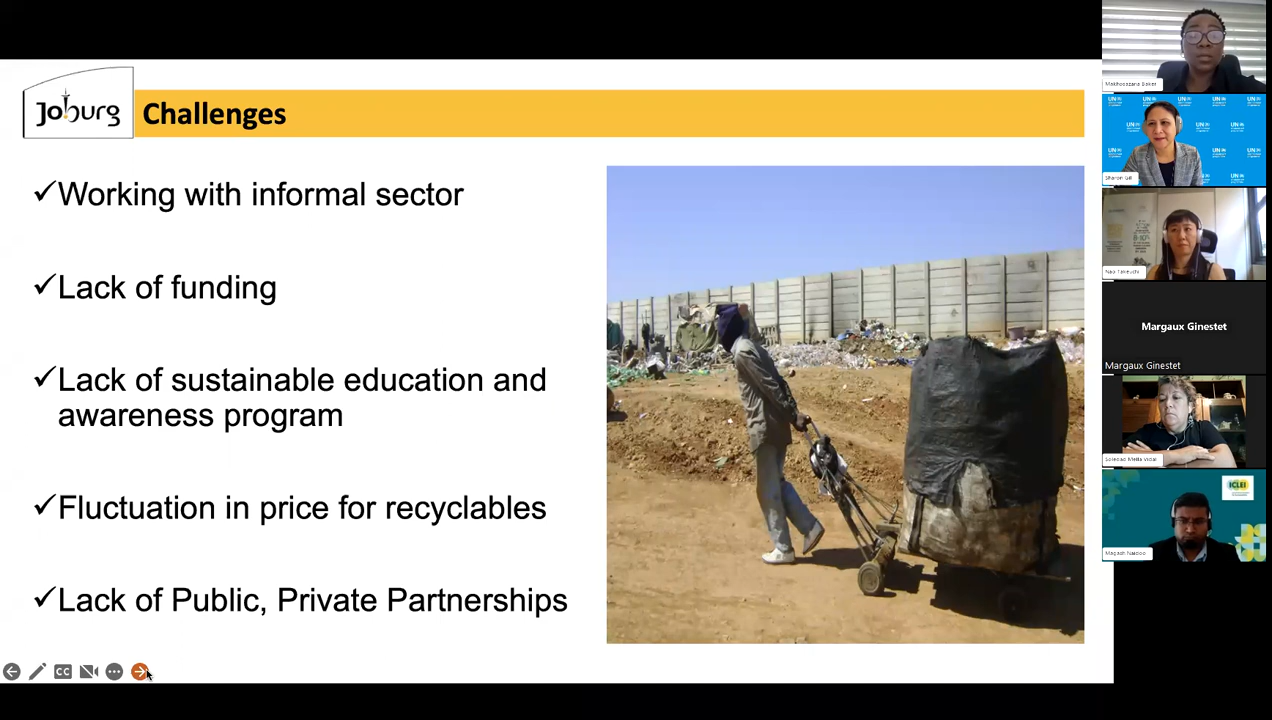 Joburg
Challenges
✓Working with informal sector
✓Lack of funding
✓Lack of sustainable education and
awareness program
✓Fluctuation in price for recyclables
✓Lack of Public, Private Partnerships
CC
Makhosazana Baker
UN
Sharon Gil
Nao Takeuchi
Margaux Ginestet
Margaux Ginestet
Soledad Mella Vidal
ICLEI
Magash Naidoo